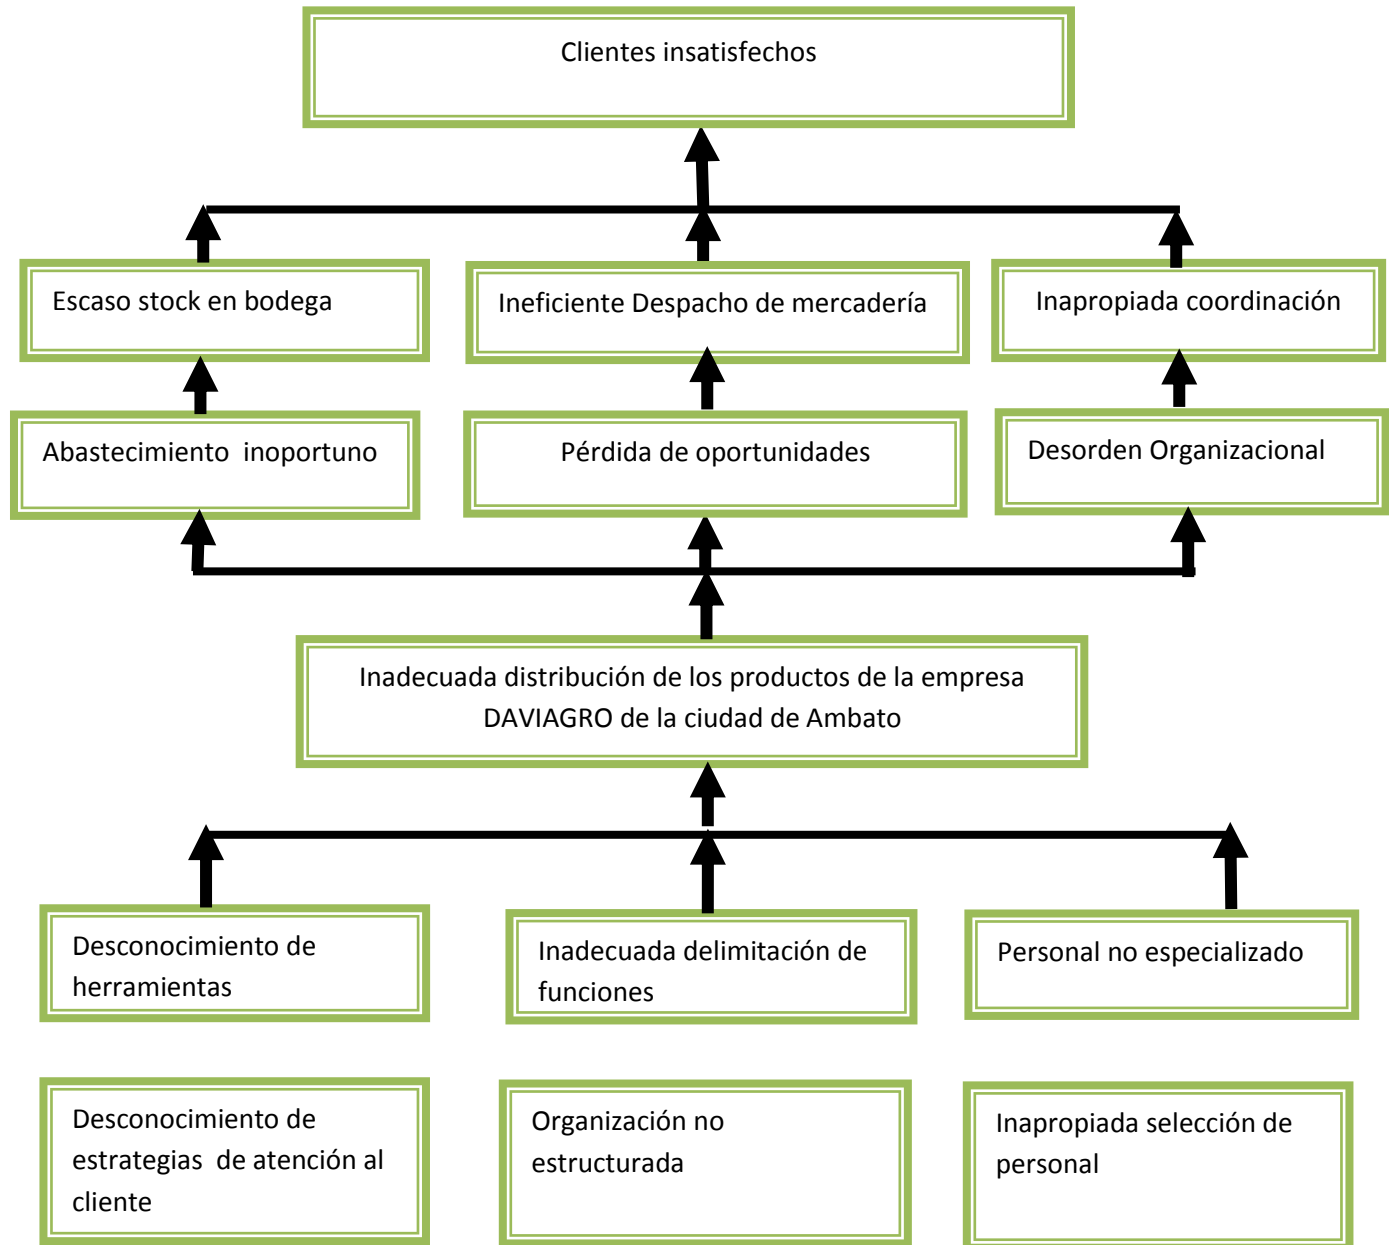 Clientes insatisfechos
Escaso stock en bodega
Ineficiente Despacho de mercadería
Inapropiada coordinación
Abastecimiento  inoportuno
Pérdida de oportunidades
Desorden Organizacional
Inadecuada distribución de los productos de la empresa
DAVIAGRO de la ciudad de Ambato
Desconocimiento de
herramientas
Inadecuada delimitación de
funciones
Personal no especializado
Desconocimiento de
estrategias  de atención al
cliente
Organización no
estructurada
Inapropiada selección de
personal